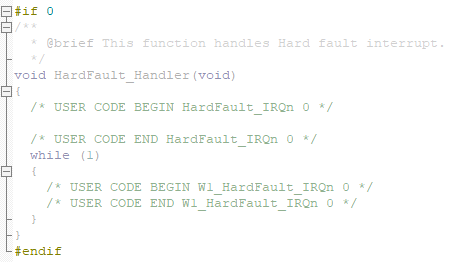 #if 0
/**
  * @brief This function handles Hard fault interrupt.
  */
void HardFault_Handler(void)
{
  /* USER CODE BEGIN HardFault_IRQn 0 */
  /* USER CODE END HardFault_IRQn 0 */
  while (1)
  {
    /* USER CODE BEGIN W1_HardFault_IRQn 0 */
    /* USER CODE END W1_HardFault_IRQn 0 */
  }
}
#endif